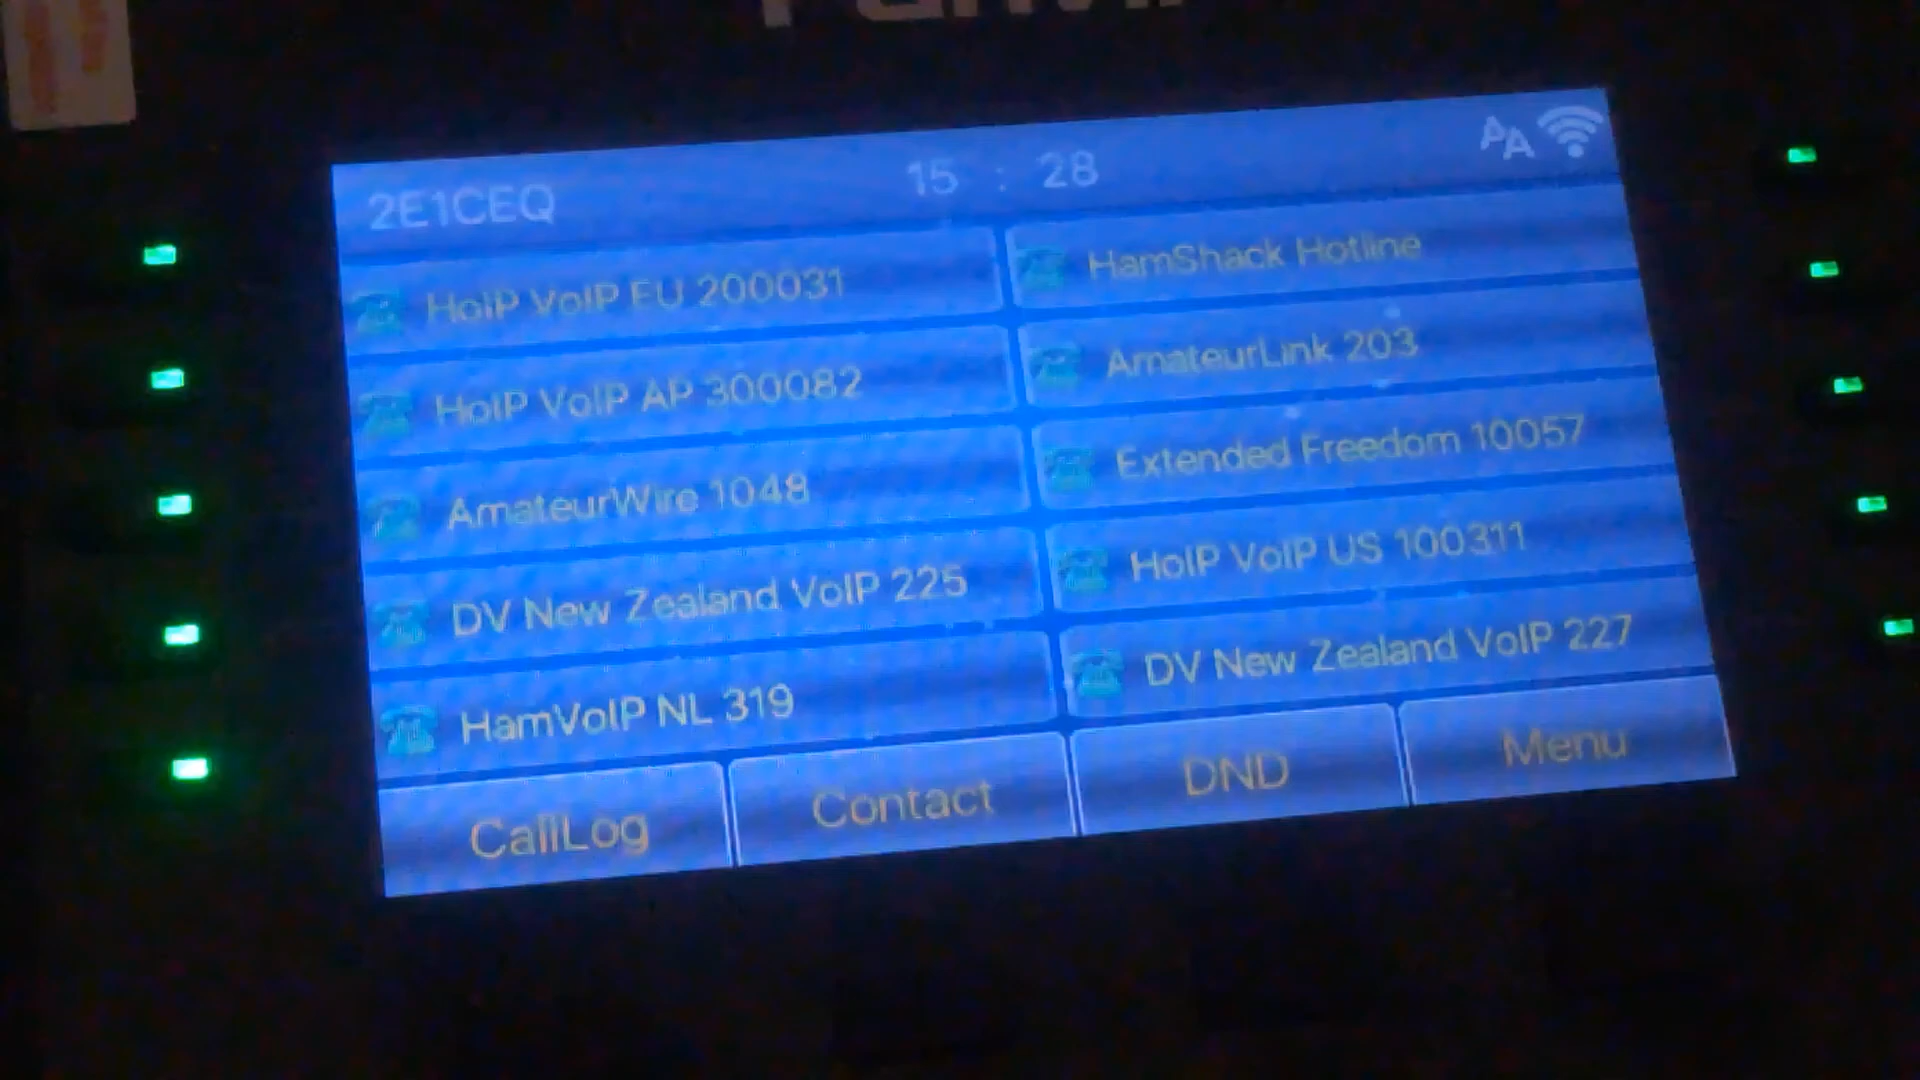 2E1CEQ 15 : 28 AA
HoIP VoIP EU 200031
HamShack Hotline
HoIP VoIP AP 300082
AmateurLink 203
AmateurWire 1048
Extended Freedom 10057
DV New Zealand VoIP 225
HoIP VoIP US 100311
HamVoIP NL 319
DV New Zealand VoIP 227
CallLog Contact DND Menu